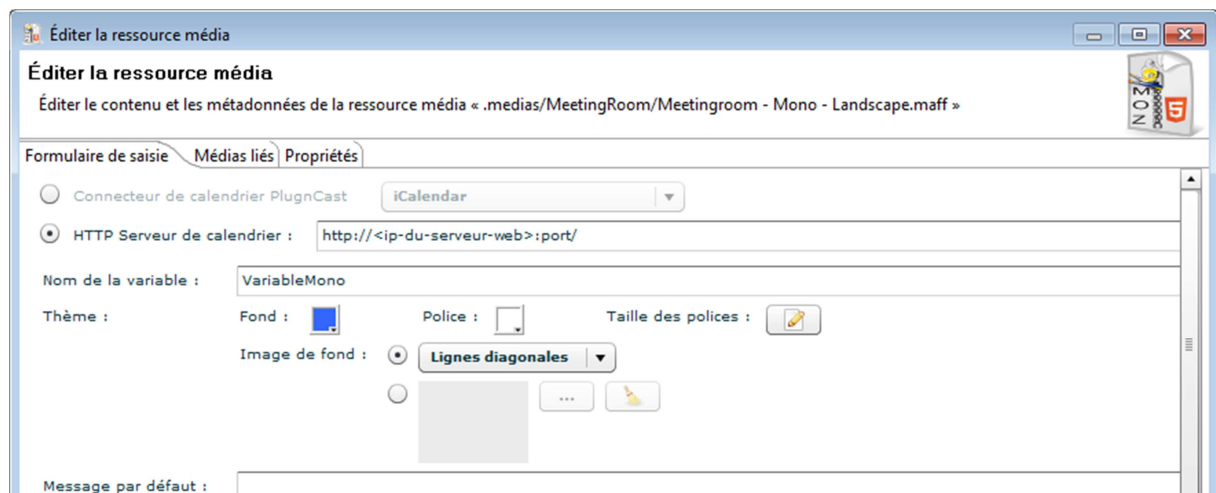 Éditer la ressource média
Éditer la ressource média
Éditer le contenu et les métadonnées de la ressource média « .medias/MeetingRoom/Meetingroom - Mono - Landscape.maff »
MOZ
5
Formulaire de saisie Médias liés Propriétés
Connecteur de calendrier PlugnCast iCalendar
HTTP Serveur de calendrier : http://<ip-du-serveur-web>:port/
Nom de la variable : VariableMono
Thème : Fond : Police : Taille des polices :
Image de fond : Lignes diagonales
...
Message par défaut :